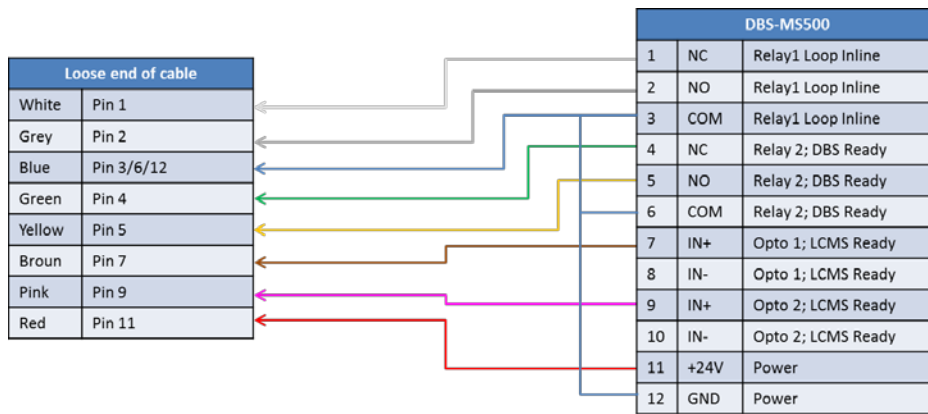 Loose end of cable
White Pin 1
Grey Pin 2
Blue Pin 3/6/12
Green Pin 4
Yellow Pin 5
Broun Pin 7
Pink Pin 9
Red Pin 11
DBS-MS500
1 NC Relay1 Loop Inline
2 NO Relay1 Loop Inline
3 COM Relay1 Loop Inline
4 NC Relay 2; DBS Ready
5 NO Relay 2; DBS Ready
6 COM Relay 2; DBS Ready
7 IN+ Opto 1; LCMS Ready
8 IN- Opto 1; LCMS Ready
9 IN+ Opto 2; LCMS Ready
10 IN- Opto 2; LCMS Ready
11 +24V Power
12 GND Power